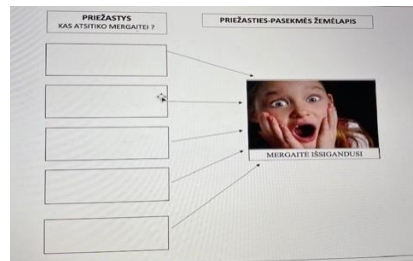 PRIEŽASTYS
KAS ATSITIKO MERGAITEI ?
PRIEŽASTIES-PASEKMĖS ŽEMĖLAPIS
MERGAITĖ IŠSIGANDUSI